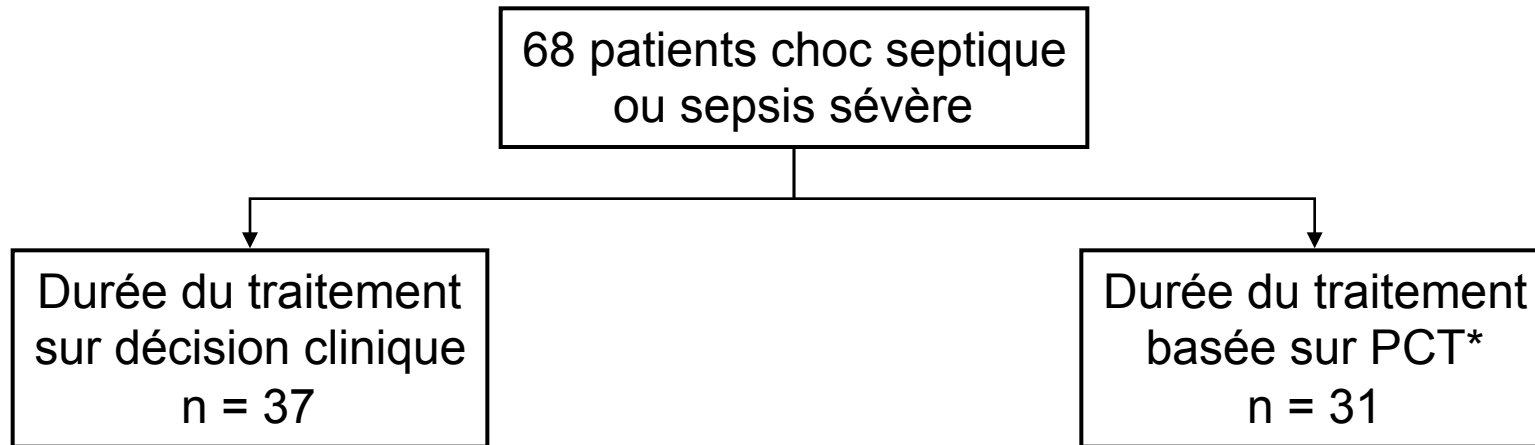 68 patients choc septique
ou sepsis sévère
Durée du traitement
sur décision clinique
n = 37
Durée du traitement
basée sur PCT*
n = 31